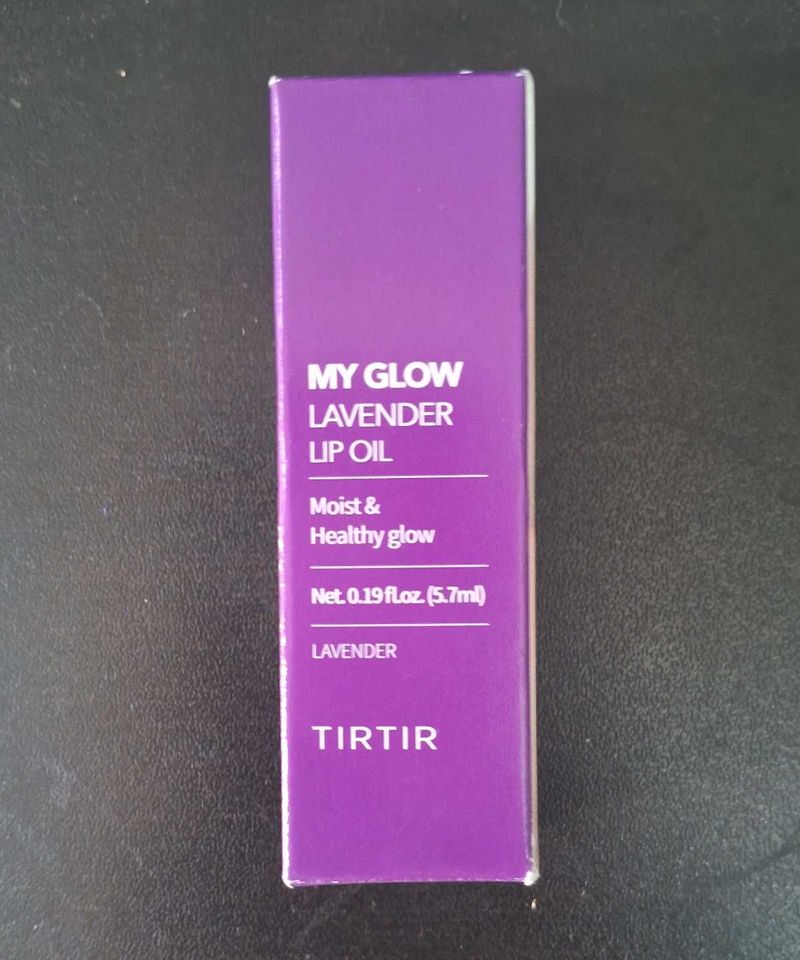 MY GLOW
LAVENDER
LIP OIL
Moist &
Healthy glow
Net. 0.19 fl.oz. (5.7ml)
LAVENDER
TIRTIR